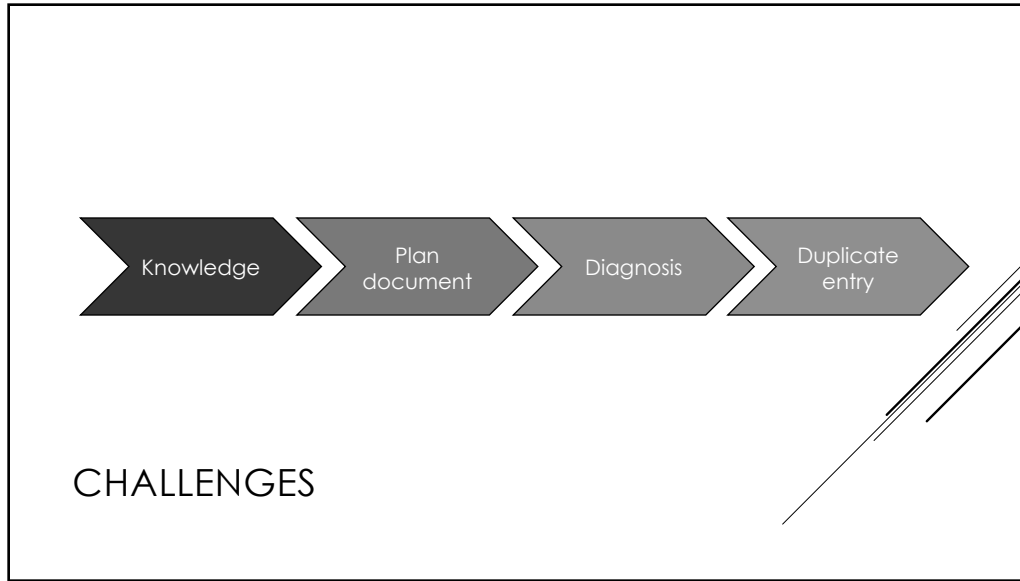 Knowledge
Plan
document
Diagnosis
Duplicate
entry
CHALLENGES